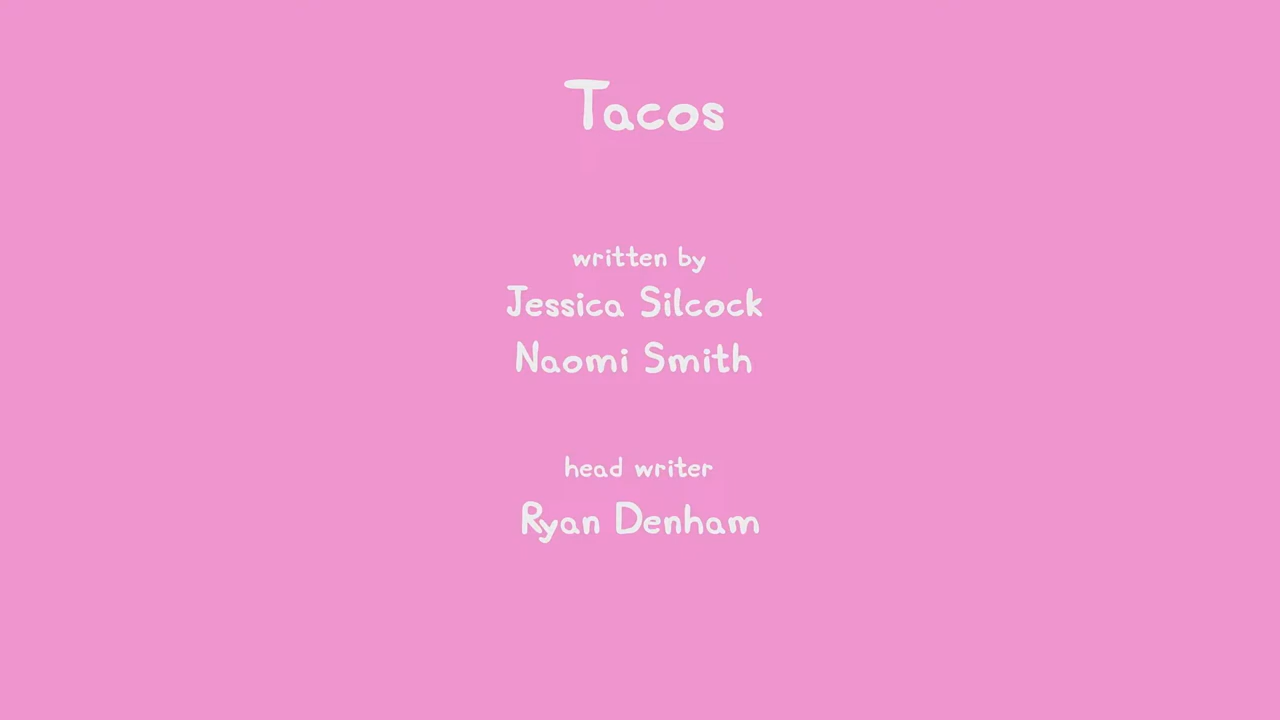 Tacos
written by
Jessica Silcock
Naomi Smith
head writer
Ryan Denham